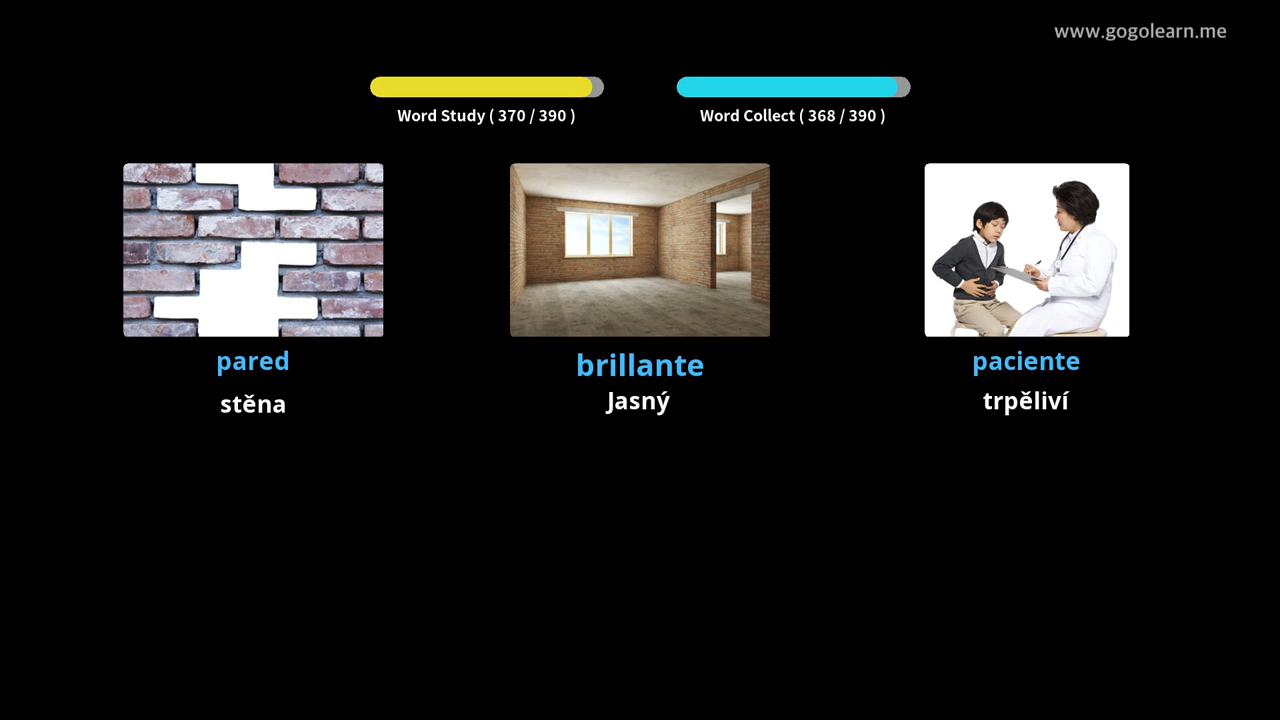 www.gogolearn.me
Word Study ( 370 / 390 )
Word Collect ( 368 / 390 )
pared
brillante
paciente
stěna
Jasný
trpěliví